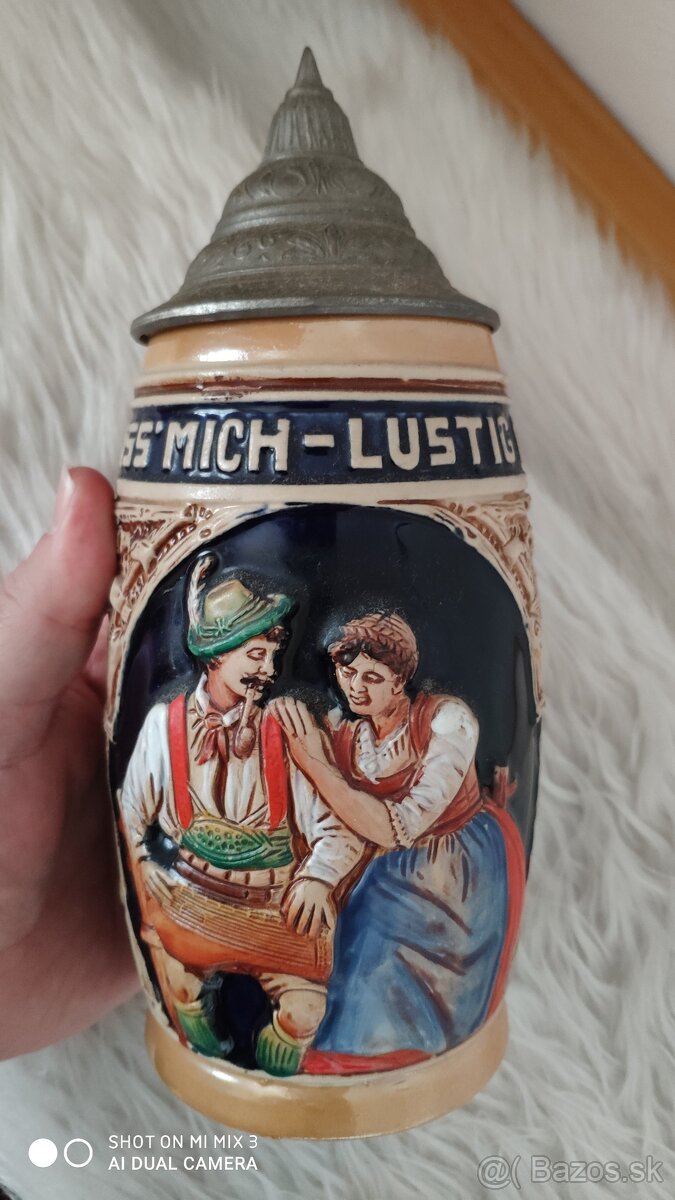 SS' MICH - LUSTIG
SHOT ON MI MIX 3
AI DUAL CAMERA
@( Bazos.sk